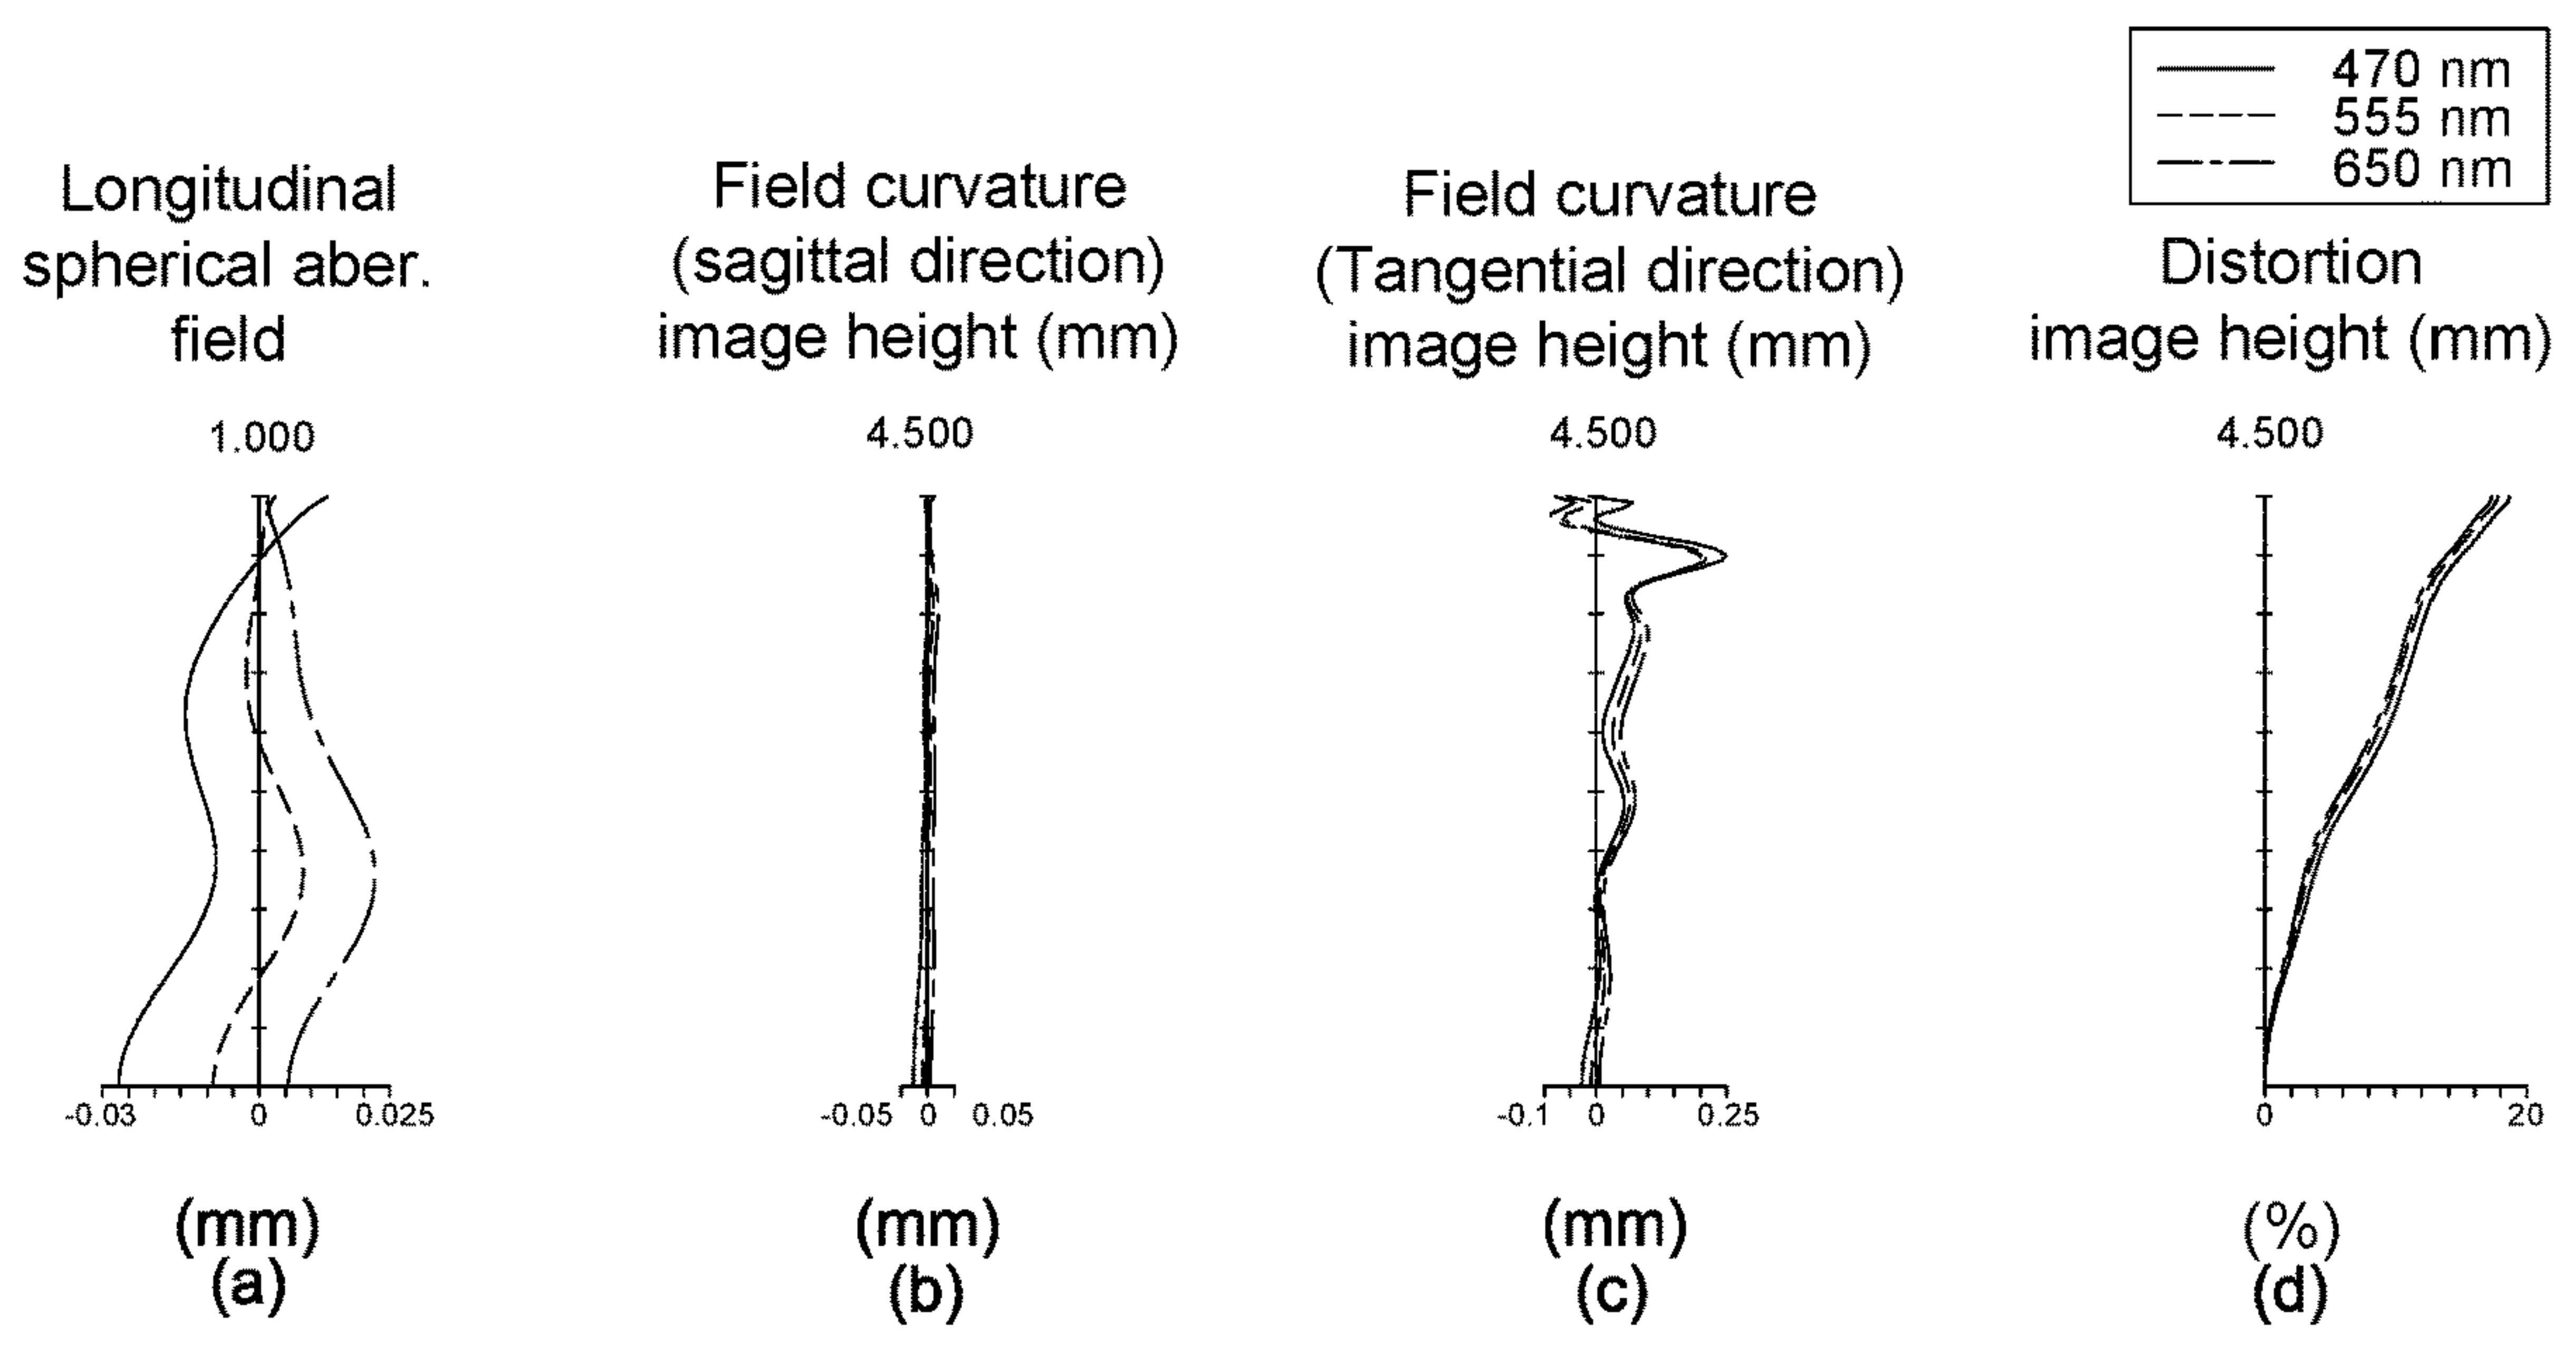 470 nm
555 nm
650 nm
Longitudinal
spherical aber.
field
1.000
-0.03 0 0.025
(mm)
(a)
Field curvature
(sagittal direction)
image height (mm)
4.500
-0.05 0 0.05
(mm)
(b)
Field curvature
(Tangential direction)
image height (mm)
4.500
-0.1 0 0.25
(mm)
(c)
Distortion
image height (mm)
4.500
0 20
(%)
(d)